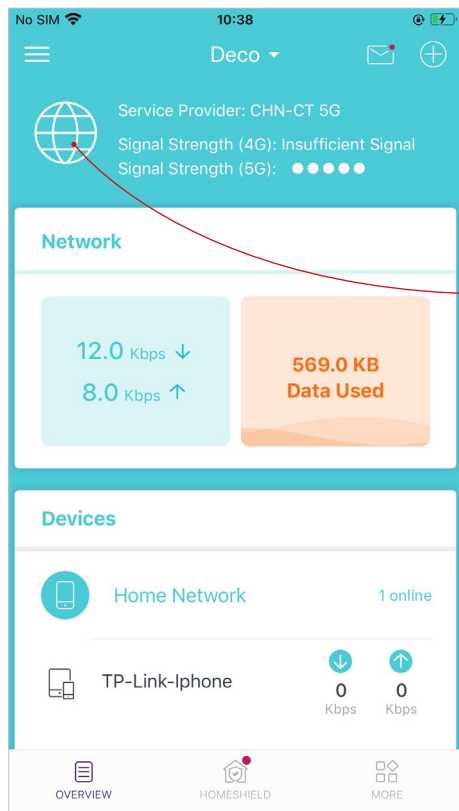 No SIM 10:38
Deco
Service Provider: CHN-CT 5G
Signal Strength (4G): Insufficient Signal
Signal Strength (5G):
Network
12.0 Kbps ↓
8.0 Kbps ↑
569.0 KB
Data Used
Devices
Home Network 1 online
TP-Link-Iphone
0 0
Kbps Kbps
OVERVIEW HOMESHIELD MORE